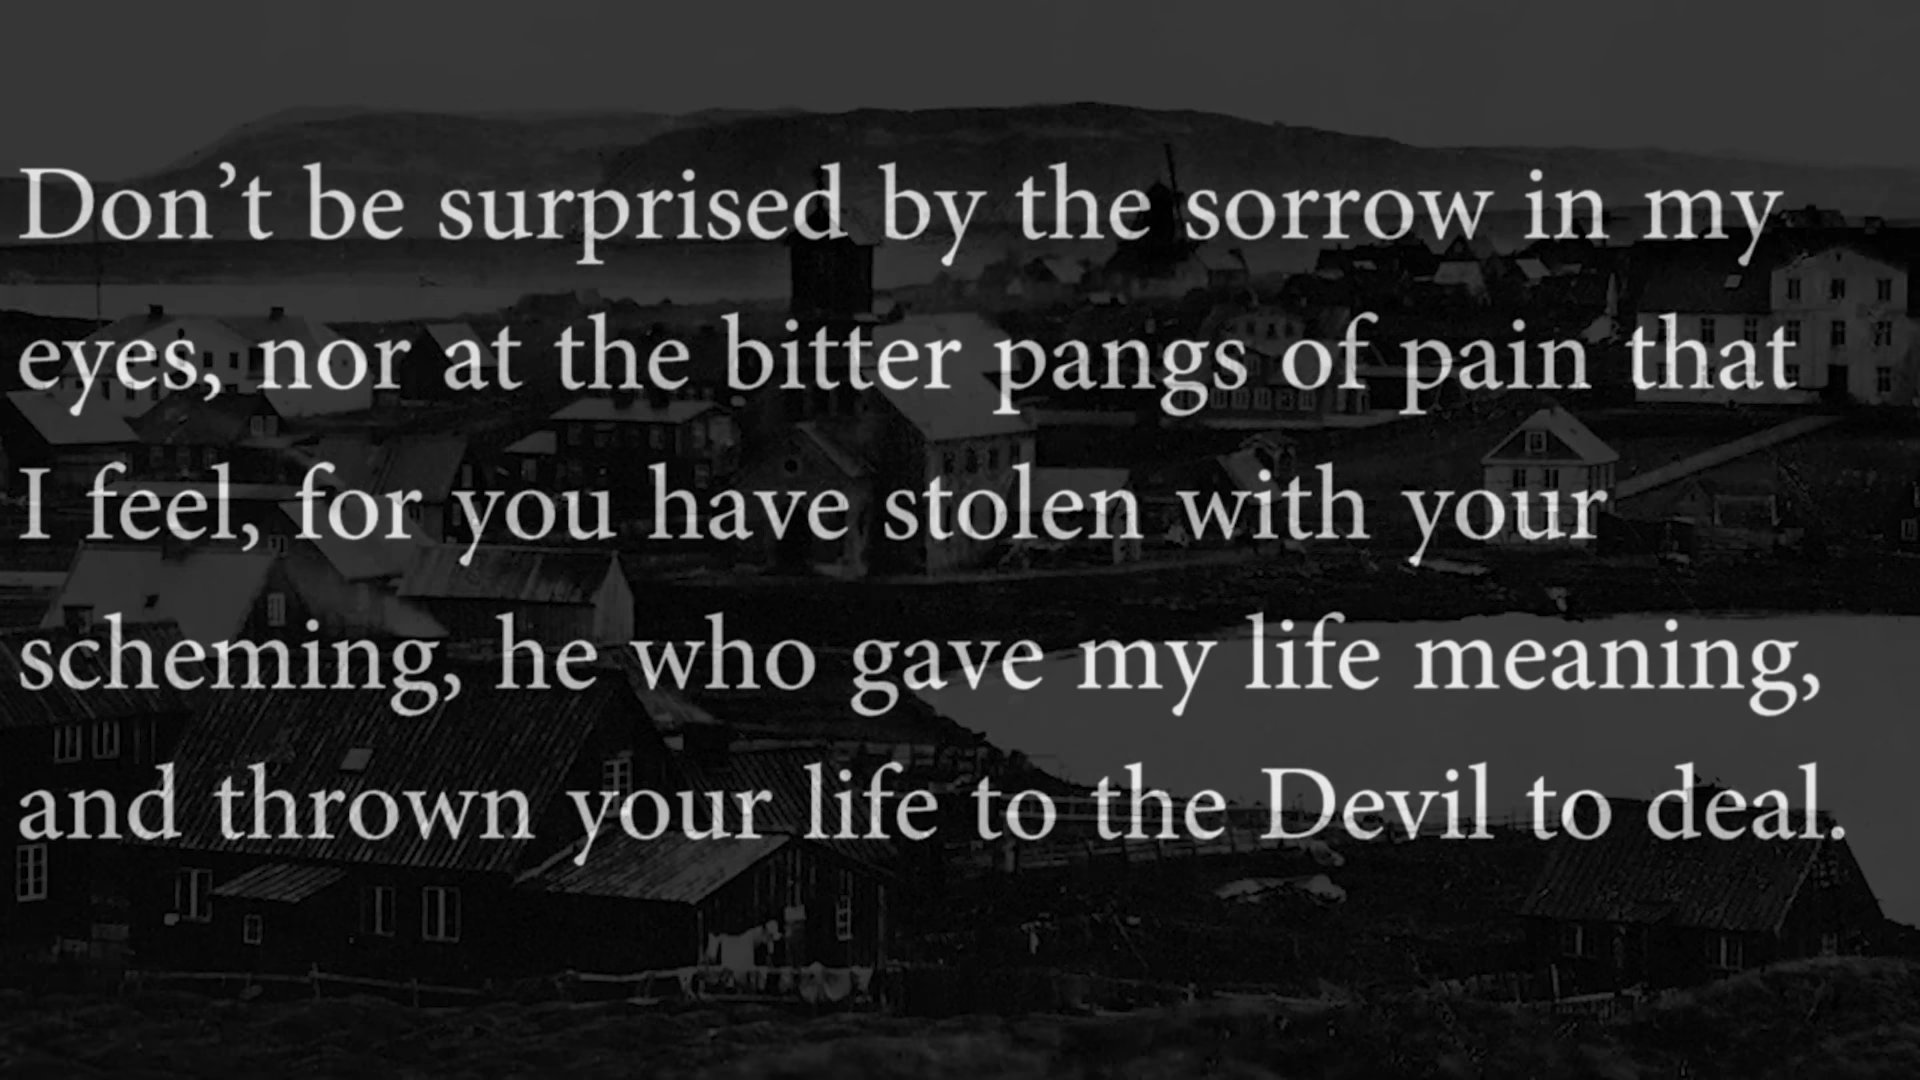 Don’t be surprised by the sorrow in my
eyes, nor at the bitter pangs of pain that
I feel, for you have stolen with your
scheming, he who gave my life meaning,
and thrown your life to the Devil to deal.